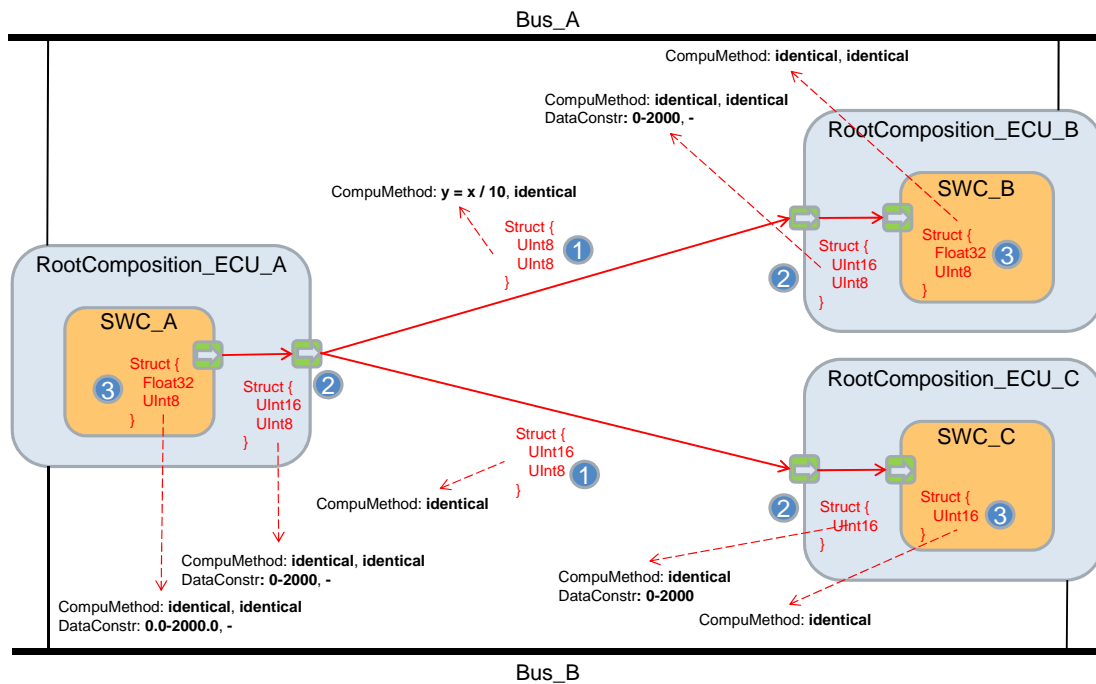 Bus_A
CompuMethod: identical, identical
CompuMethod: identical, identical
DataConstr: 0-2000, -
RootComposition_ECU_B
SWC_B
CompuMethod: y = x / 10, identical
Struct {
UInt8
UInt8
}
1
Struct {
UInt16
UInt8
}
2
Struct {
Float32
UInt8
}
3
RootComposition_ECU_A
SWC_A
Struct {
Float32
UInt8
}
3
Struct {
UInt16
UInt8
}
2
RootComposition_ECU_C
SWC_C
Struct {
UInt16
UInt8
}
1
CompuMethod: identical
Struct {
UInt16
}
2
Struct {
UInt16
}
3
CompuMethod: identical, identical
DataConstr: 0-2000, -
CompuMethod: identical
DataConstr: 0-2000
CompuMethod: identical, identical
DataConstr: 0.0-2000.0, -
CompuMethod: identical
Bus_B